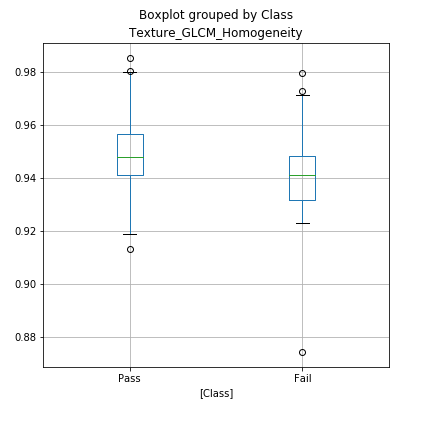 Boxplot grouped by Class
Texture_GLCM_Homogeneity
0.98
0.96
0.94
0.92
0.90
0.88
Pass
Fail
[Class]